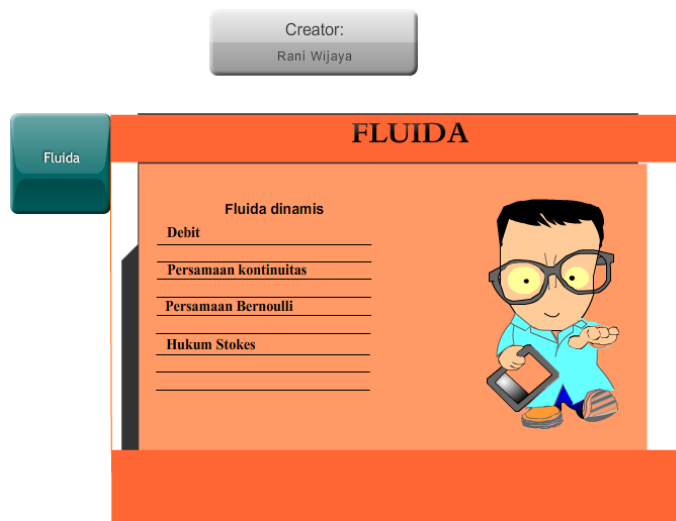 Creator:
Rani Wijaya
Fluida
FLUIDA
Fluida dinamis
Debit
Persamaan kontinuitas
Persamaan Bernoulli
Hukum Stokes